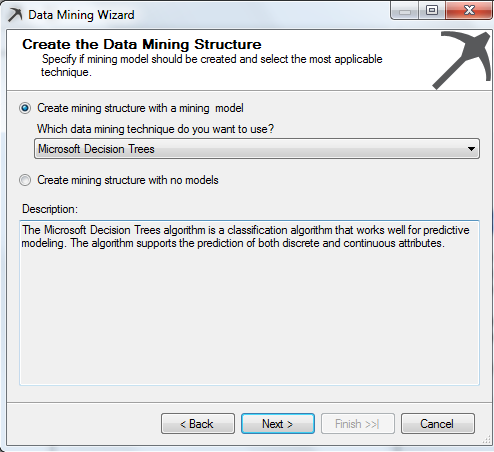 Data Mining Wizard
Create the Data Mining Structure
Specify if mining model should be created and select the most applicable
technique.
Create mining structure with a mining model
Which data mining technique do you want to use?
Microsoft Decision Trees
Create mining structure with no models
Description:
The Microsoft Decision Trees algorithm is a classification algorithm that works well for predictive
modeling. The algorithm supports the prediction of both discrete and continuous attributes.
< Back Next > Finish >>| Cancel